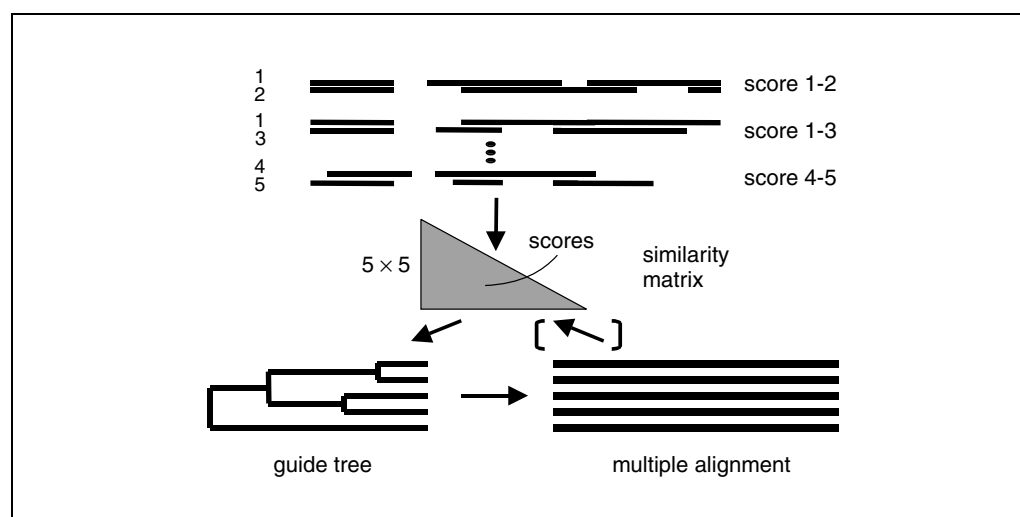 1
2
score 1-2
1
3
score 1-3
4
5
score 4-5
scores
5 × 5
similarity
matrix
guide tree
multiple alignment